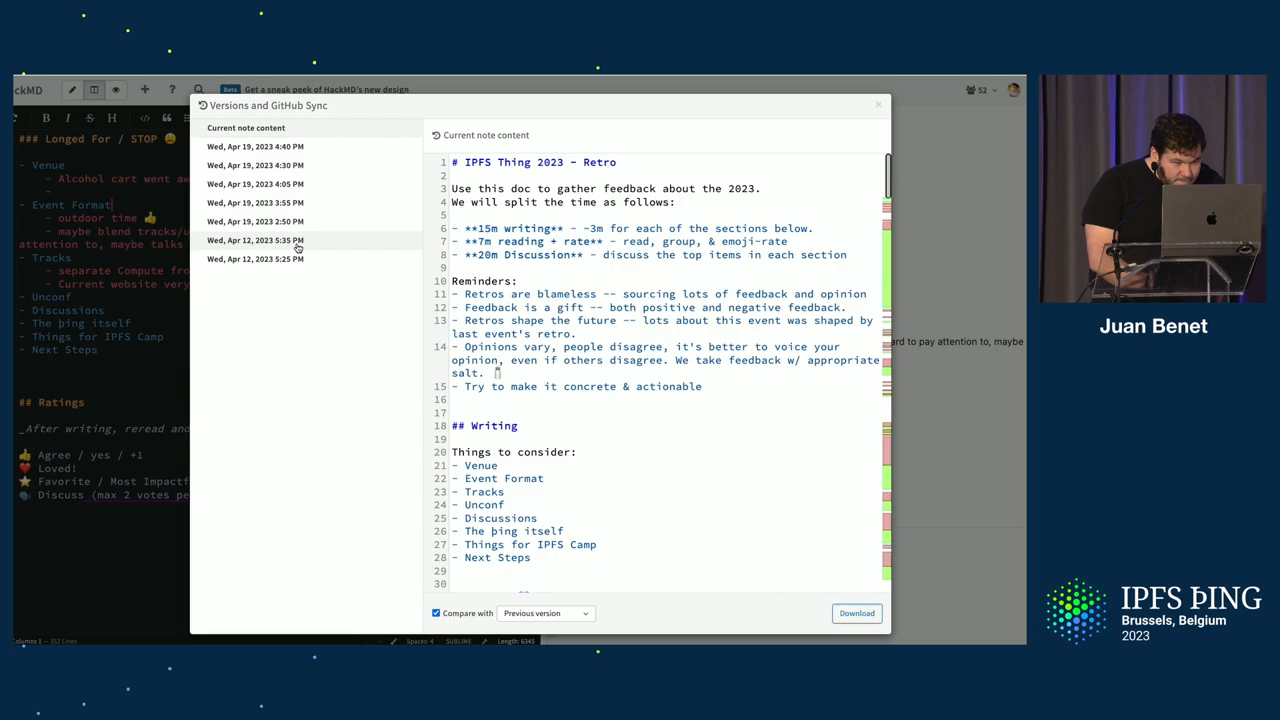 ckMD
Beta Get a sneak peek of HackMD's new design
52
B I S H
### Longed For / STOP 😩
- Venue
- Alcohol cart went aw
- Event Format
- outdoor time 👍
- maybe blend tracks/u
attention to, maybe talks
- Tracks
- separate Compute fro
- Current website very
- Unconf
- Discussions
- The þing itself
- Things for IPFS Camp
- Next Steps
## Ratings
_After writing, reread and
👍 Agree / yes / +1
❤️ Loved!
⭐ Favorite / Most Impactf
🗣️ Discuss (max 2 votes pe
olumns 1 — 352 Lines
Spaces: 4 SUBLIME Length: 6345
Versions and GitHub Sync
×
Current note content
Wed, Apr 19, 2023 4:40 PM
Wed, Apr 19, 2023 4:30 PM
Wed, Apr 19, 2023 4:05 PM
Wed, Apr 19, 2023 3:55 PM
Wed, Apr 19, 2023 2:50 PM
Wed, Apr 12, 2023 5:35 PM
Wed, Apr 12, 2023 5:25 PM
Current note content
1 # IPFS Thing 2023 - Retro
2
3 Use this doc to gather feedback about the 2023.
4 We will split the time as follows:
5
6 - **15m writing** - ~3m for each of the sections below.
7 - **7m reading + rate** - read, group, & emoji-rate
8 - **20m Discussion** - discuss the top items in each section
9
10 Reminders:
11 - Retros are blameless -- sourcing lots of feedback and opinion
12 - Feedback is a gift -- both positive and negative feedback.
13 - Retros shape the future -- lots about this event was shaped by
last event's retro.
14 - Opinions vary, people disagree, it's better to voice your
opinion, even if others disagree. We take feedback w/ appropriate
salt. 🧂
15 - Try to make it concrete & actionable
16
17
18 ## Writing
19
20 Things to consider:
21 - Venue
22 - Event Format
23 - Tracks
24 - Unconf
25 - Discussions
26 - The þing itself
27 - Things for IPFS Camp
28 - Next Steps
29
30
Compare with Previous version
Download
ard to pay attention to, maybe
Juan Benet
IPFS ÞING
Brussels, Belgium
2023